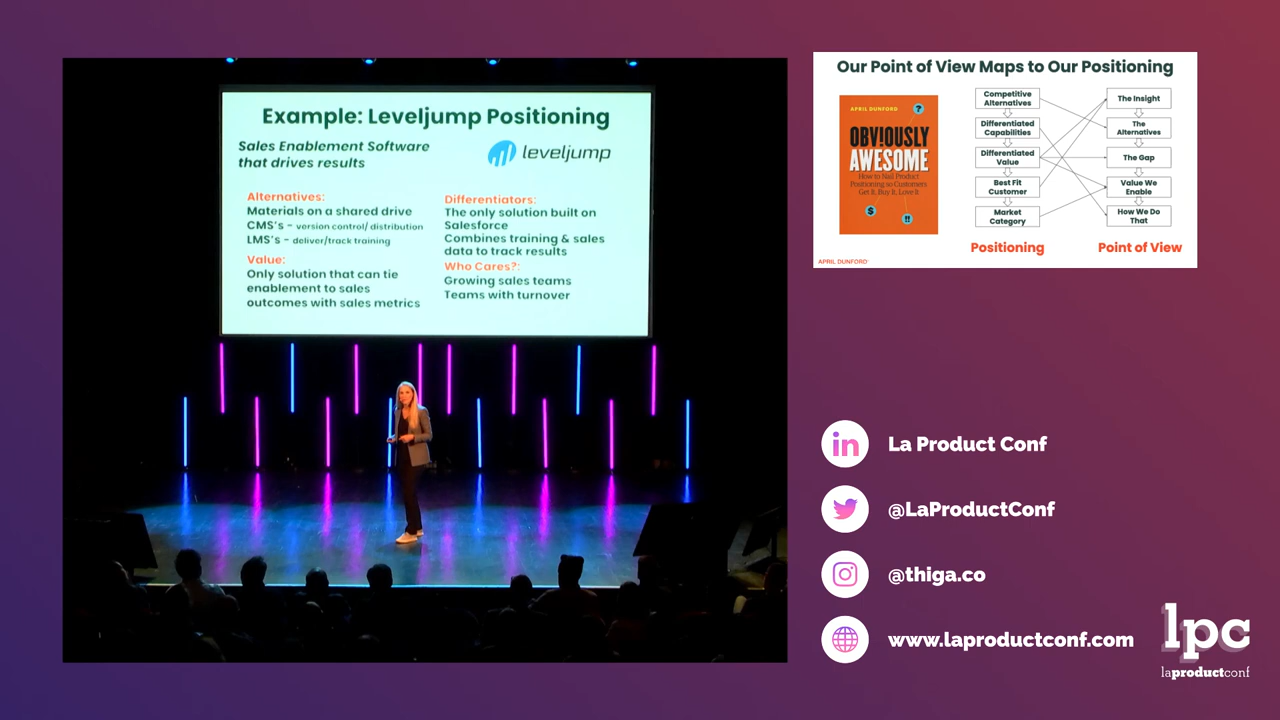 Example: Leveljump Positioning
Sales Enablement Software
that drives results
leveljump
Alternatives:
Materials on a shared drive
CMS's - version control/ distribution
LMS's - deliver/track training
Value:
Only solution that can tie
enablement to sales
outcomes with sales metrics
Differentiators:
The only solution built on
Salesforce
Combines training & sales
data to track results
Who Cares?:
Growing sales teams
Teams with turnover
Our Point of View Maps to Our Positioning
APRIL DUNFORD
?
OBVIOUSLY
AWESOME
How to Nail Product
Positioning so Customers
Get It, Buy It, Love It
$
!!
Competitive
Alternatives
Differentiated
Capabilities
Differentiated
Value
Best Fit
Customer
Market
Category
Positioning
The Insight
The
Alternatives
The Gap
Value We
Enable
How We Do
That
Point of View
APRIL DUNFORD
in
La Product Conf
@LaProductConf
@thiga.co
www.laproductconf.com
lpc
laproductconf